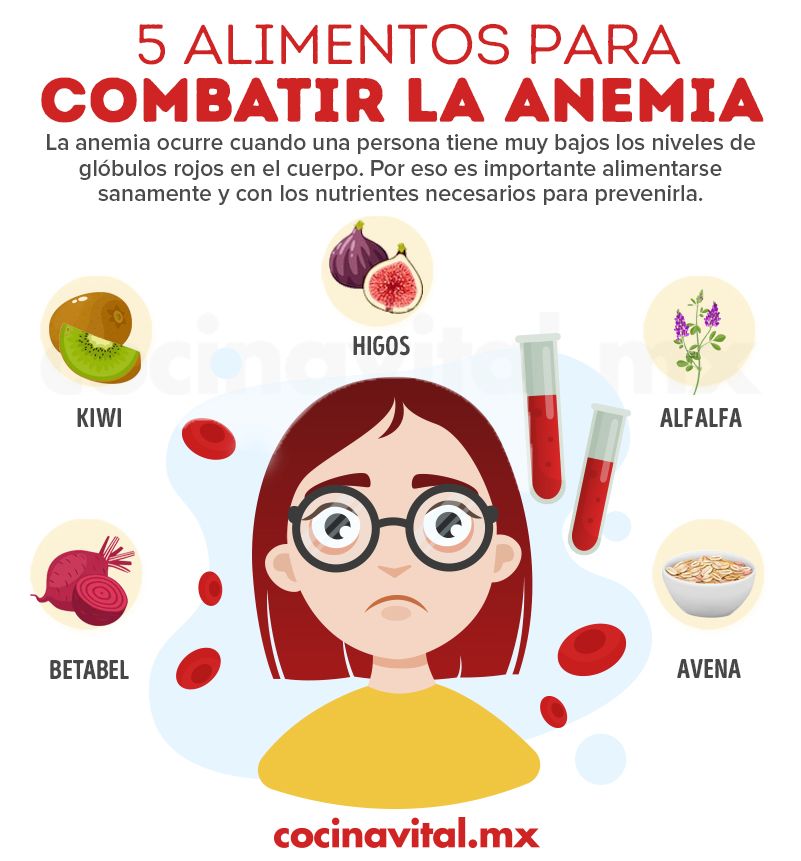 5 ALIMENTOS PARA
COMBATIR LA ANEMIA
La anemia ocurre cuando una persona tiene muy bajos los niveles de
glóbulos rojos en el cuerpo. Por eso es importante alimentarse
sanamente y con los nutrientes necesarios para prevenirla.
HIGOS
cocinavital.mx
KIWI
ALFALFA
BETABEL
AVENA
cocinavital.mx